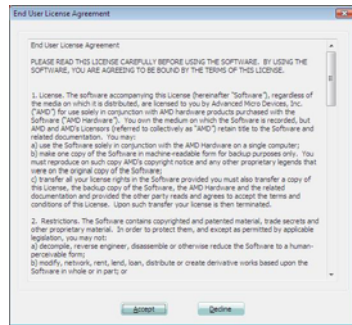 End User License Agreement
End User License Agreement
PLEASE READ THIS LICENSE CAREFULLY BEFORE USING THE SOFTWARE. BY USING THE
SOFTWARE, YOU ARE AGREEING TO BE BOUND BY THE TERMS OF THIS LICENSE.
1. License. The software accompanying this License (hereinafter "Software"), regardless of
the media on which it is distributed, are licensed to you by Advanced Micro Devices, Inc.
("AMD") for use solely in conjunction with AMD hardware products purchased with the
Software ("AMD Hardware"). You own the medium on which the Software is recorded, but
AMD and AMD's Licensors (referred to collectively as "AMD") retain title to the Software and
related documentation. You may:
a) use the Software solely in conjunction with the AMD Hardware on a single computer;
b) make one copy of the Software in machine-readable form for backup purposes only. You
must reproduce on such copy AMD's copyright notice and any other proprietary legends that
were on the original copy of the Software;
c) transfer all your license rights in the Software provided you must also transfer a copy of
this License, the backup copy of the Software, the AMD Hardware and the related
documentation and provided the other party reads and agrees to accept the terms and
conditions of this License. Upon such transfer your license is then terminated.
2. Restrictions. The Software contains copyrighted and patented material, trade secrets and
other proprietary material. In order to protect them, and except as permitted by applicable
legislation, you may not:
a) decompile, reverse engineer, disassemble or otherwise reduce the Software to a human-
perceivable form;
b) modify, network, rent, lend, loan, distribute or create derivative works based upon the
Software in whole or in part; or
Accept
Decline